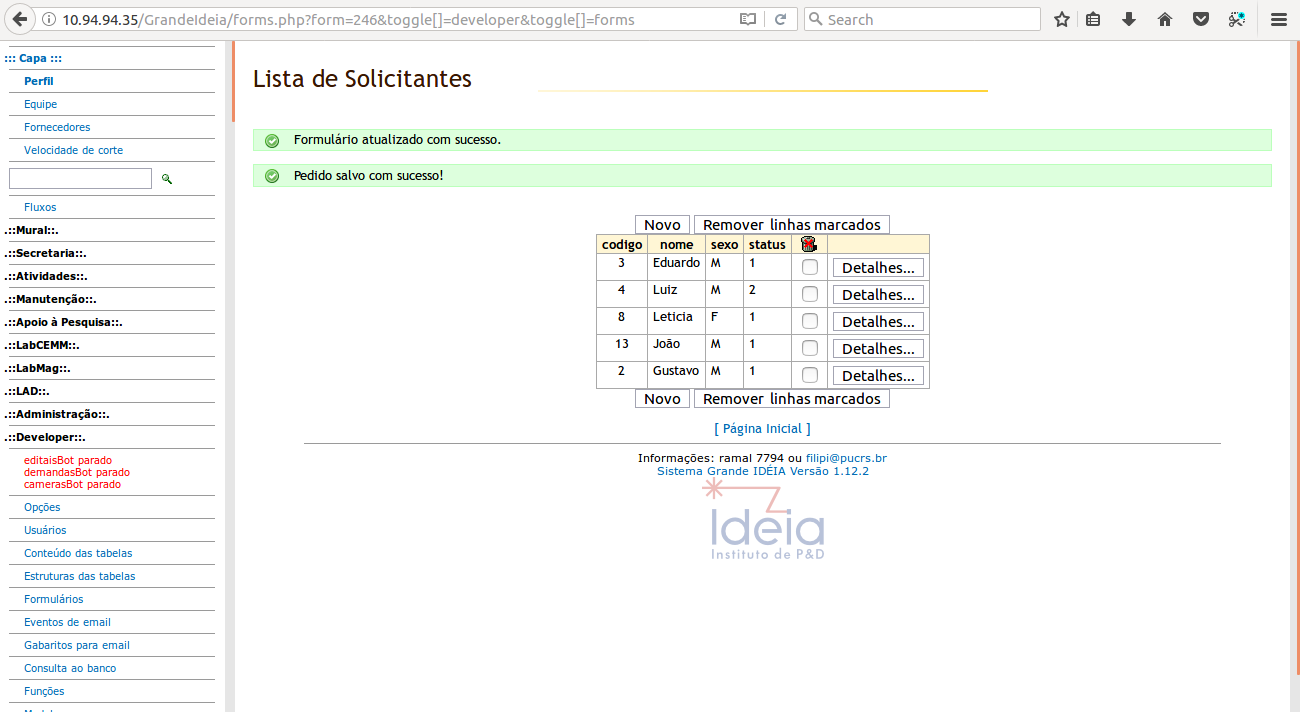 10.94.94.35/GrandeIdeia/forms.php?form=246&toggle[]=developer&toggle[]=forms
Search
::: Capa :::
Perfil
Equipe
Fornecedores
Velocidade de corte
Fluxos
.::Mural::.
.::Secretaria::.
.::Atividades::.
.::Manutenção::.
.::Apoio à Pesquisa::.
.::LabCEMM::.
.::LabMag::.
.::LAD::.
.::Administração::.
.::Developer::.
editaisBot parado
demandasBot parado
camerasBot parado
Opções
Usuários
Conteúdo das tabelas
Estruturas das tabelas
Formulários
Eventos de email
Gabaritos para email
Consulta ao banco
Funções
Lista de Solicitantes
Formulário atualizado com sucesso.
Pedido salvo com sucesso!
Novo Remover linhas marcados
codigo nome sexo status
3 Eduardo M 1 Detalhes...
4 Luiz M 2 Detalhes...
8 Leticia F 1 Detalhes...
13 João M 1 Detalhes...
2 Gustavo M 1 Detalhes...
Novo Remover linhas marcados
[ Página Inicial ]
Informações: ramal 7794 ou filipi@pucrs.br
Sistema Grande IDÉIA Versão 1.12.2
Ideia
Instituto de P&D